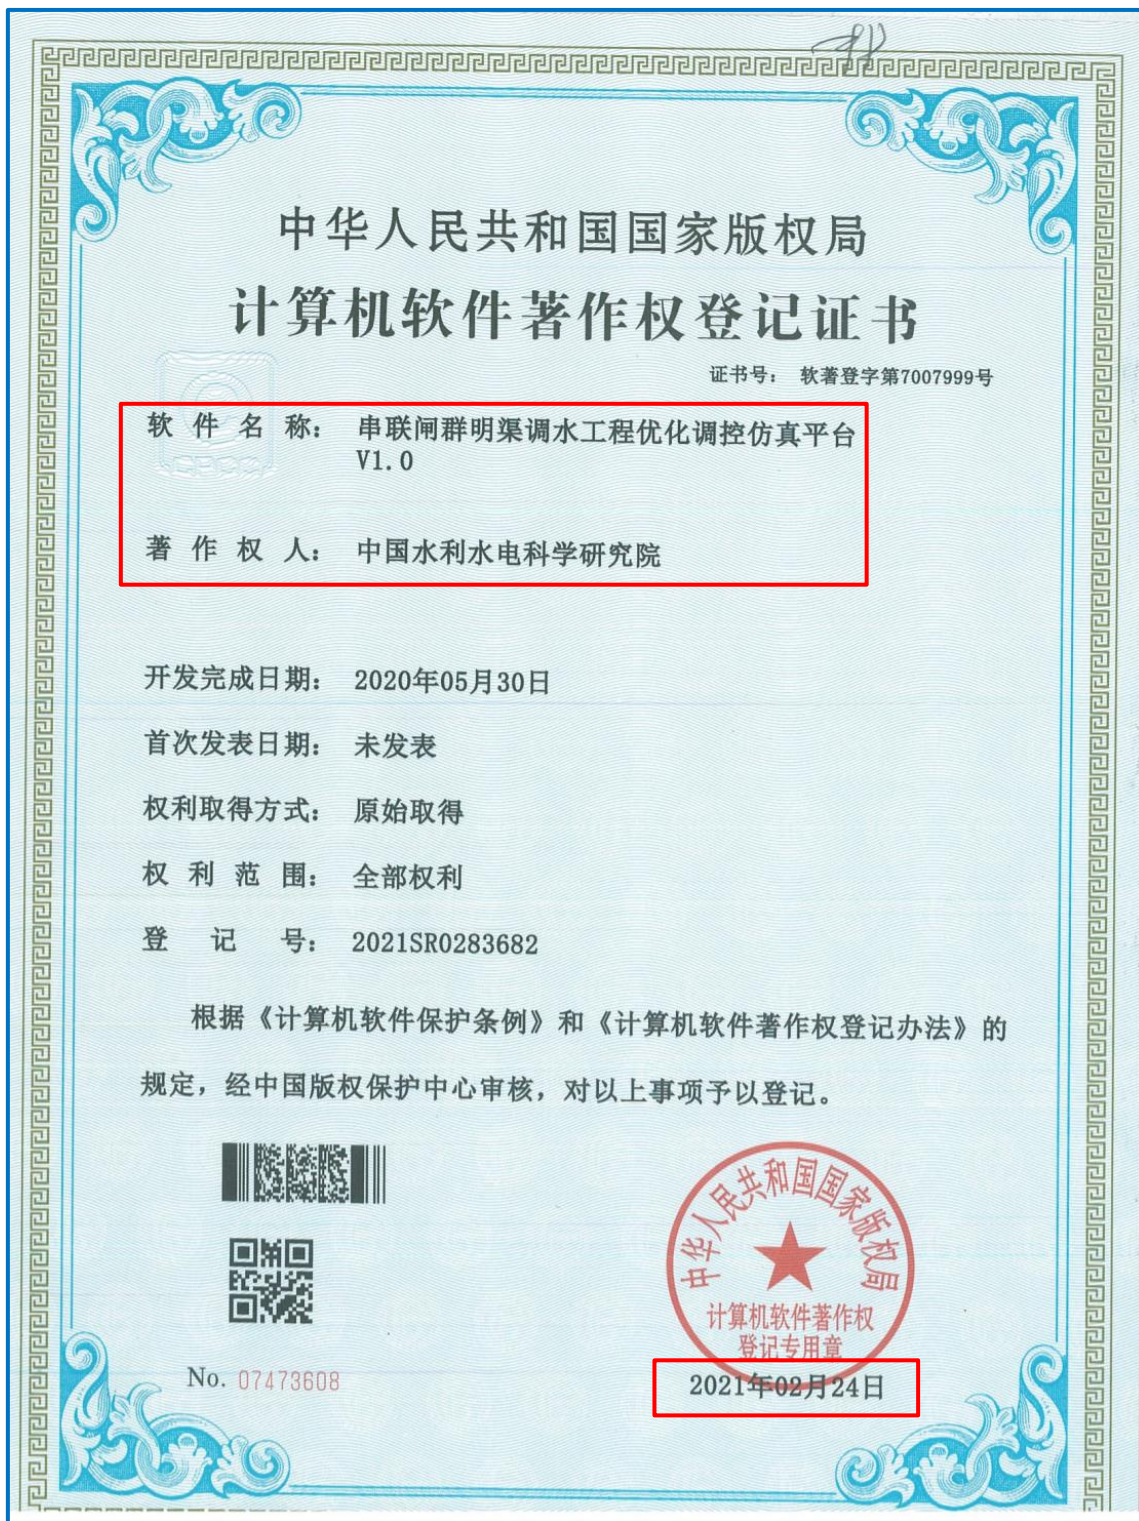 中华人民共和国国家版权局
计算机软件著作权登记证书
证书号: 软著登字第7007999号
软件名称: 串联闸群明渠调水工程优化调控仿真平台
V1.0
著作权人: 中国水利水电科学研究院
开发完成日期: 2020年05月30日
首次发表日期: 未发表
权利取得方式: 原始取得
权利范围: 全部权利
登记号: 2021SR0283682
根据《计算机软件保护条例》和《计算机软件著作权登记办法》的
规定，经中国版权保护中心审核，对以上事项予以登记。
中华人民共和国国家版权局
计算机软件著作权
登记专用章
No. 07473608
2021年02月24日